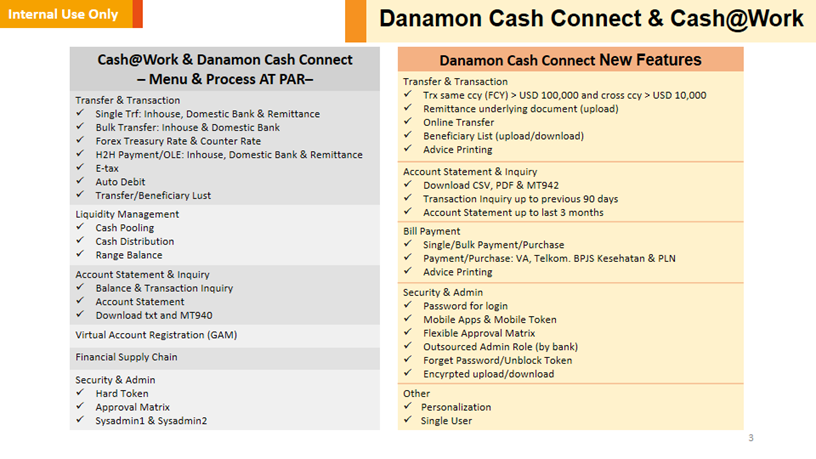 Internal Use Only
Danamon Cash Connect & Cash@Work
Cash@Work & Danamon Cash Connect
– Menu & Process AT PAR–
Transfer & Transaction
✓ Single Trf: Inhouse, Domestic Bank & Remittance
✓ Bulk Transfer: Inhouse & Domestic Bank
✓ Forex Treasury Rate & Counter Rate
✓ H2H Payment/OLE: Inhouse, Domestic Bank & Remittance
✓ E-tax
✓ Auto Debit
✓ Transfer/Beneficiary Lust
Liquidity Management
✓ Cash Pooling
✓ Cash Distribution
✓ Range Balance
Account Statement & Inquiry
✓ Balance & Transaction Inquiry
✓ Account Statement
✓ Download txt and MT940
Virtual Account Registration (GAM)
Financial Supply Chain
Security & Admin
✓ Hard Token
✓ Approval Matrix
✓ Sysadmin1 & Sysadmin2
Danamon Cash Connect New Features
Transfer & Transaction
✓ Trx same ccy (FCY) > USD 100,000 and cross ccy > USD 10,000
✓ Remittance underlying document (upload)
✓ Online Transfer
✓ Beneficiary List (upload/download)
✓ Advice Printing
Account Statement & Inquiry
✓ Download CSV, PDF & MT942
✓ Transaction Inquiry up to previous 90 days
✓ Account Statement up to last 3 months
Bill Payment
✓ Single/Bulk Payment/Purchase
✓ Payment/Purchase: VA, Telkom. BPJS Kesehatan & PLN
✓ Advice Printing
Security & Admin
✓ Password for login
✓ Mobile Apps & Mobile Token
✓ Flexible Approval Matrix
✓ Outsourced Admin Role (by bank)
✓ Forget Password/Unblock Token
✓ Encyrpted upload/download
Other
✓ Personalization
✓ Single User
3